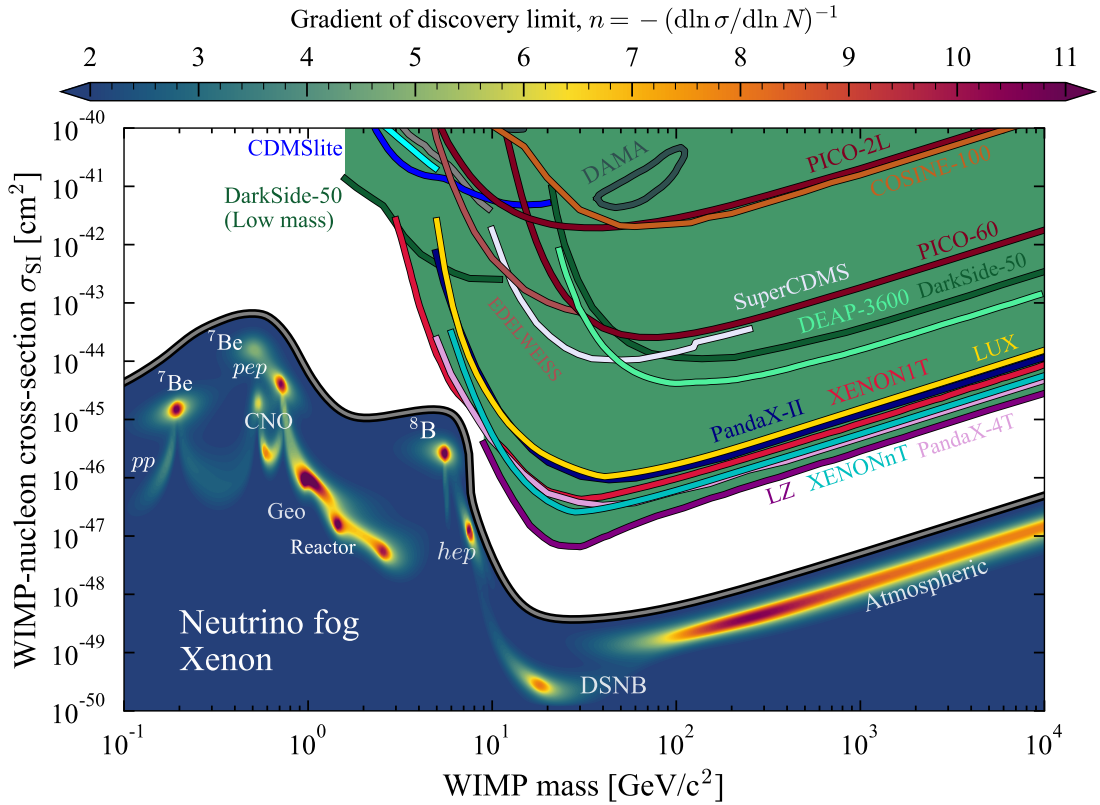 Gradient of discovery limit, n = − (dln σ/dln N)⁻¹
2 3 4 5 6 7 8 9 10 11
WIMP-nucleon cross-section σ_SI [cm²]
10⁻⁴⁰
10⁻⁴¹
10⁻⁴²
10⁻⁴³
10⁻⁴⁴
10⁻⁴⁵
10⁻⁴⁶
10⁻⁴⁷
10⁻⁴⁸
10⁻⁴⁹
10⁻⁵⁰
CDMSlite
DarkSide-50
(Low mass)
DAMA
PICO-2L
COSINE-100
PICO-60
SuperCDMS
DarkSide-50
DEAP-3600
EDELWEISS
LUX
XENON1T
PandaX-II
PandaX-4T
XENONnT
LZ
⁷Be
pep
⁷Be
CNO
⁸B
pp
Geo
Reactor
hep
Atmospheric
DSNB
Neutrino fog
Xenon
10⁻¹ 10⁰ 10¹ 10² 10³ 10⁴
WIMP mass [GeV/c²]